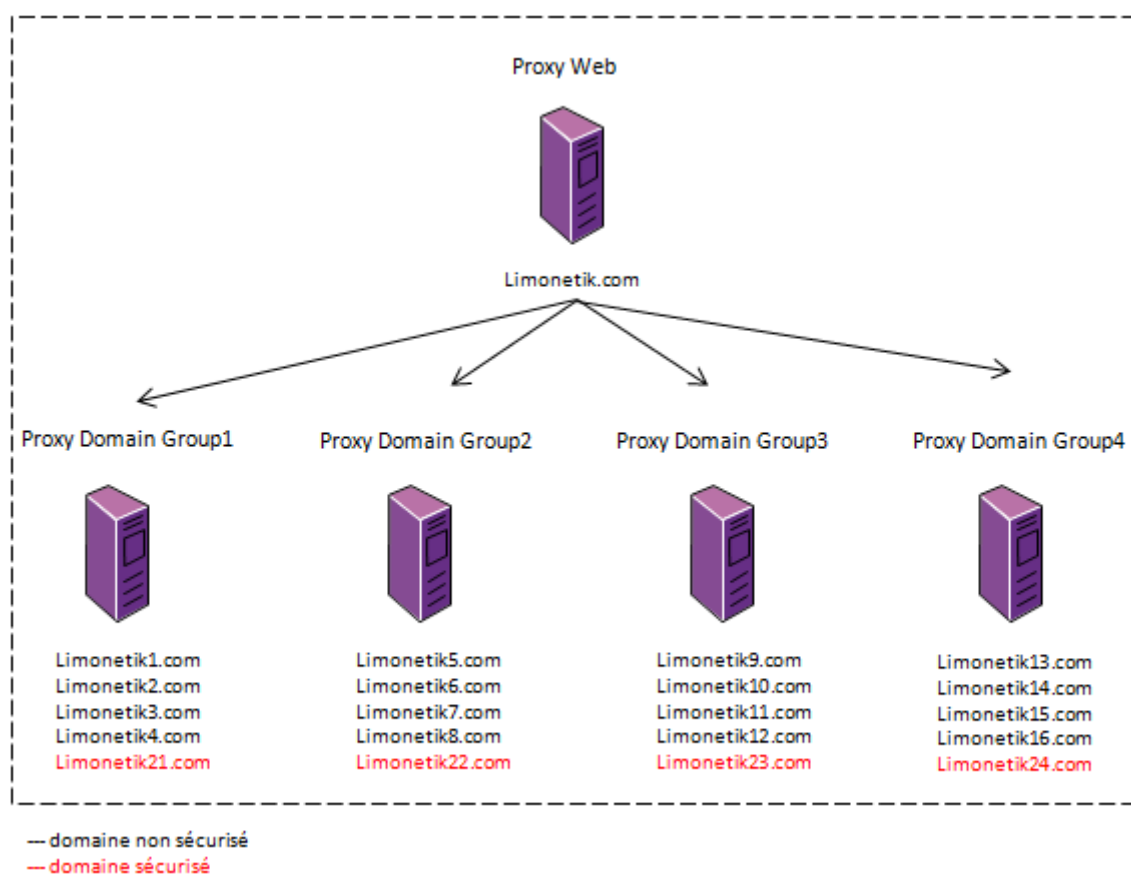 Proxy Web
Limonetik.com
Proxy Domain Group1
Proxy Domain Group2
Proxy Domain Group3
Proxy Domain Group4
Limonetik1.com
Limonetik2.com
Limonetik3.com
Limonetik4.com
Limonetik21.com
Limonetik5.com
Limonetik6.com
Limonetik7.com
Limonetik8.com
Limonetik22.com
Limonetik9.com
Limonetik10.com
Limonetik11.com
Limonetik12.com
Limonetik23.com
Limonetik13.com
Limonetik14.com
Limonetik15.com
Limonetik16.com
Limonetik24.com
--- domaine non sécurisé
--- domaine sécurisé